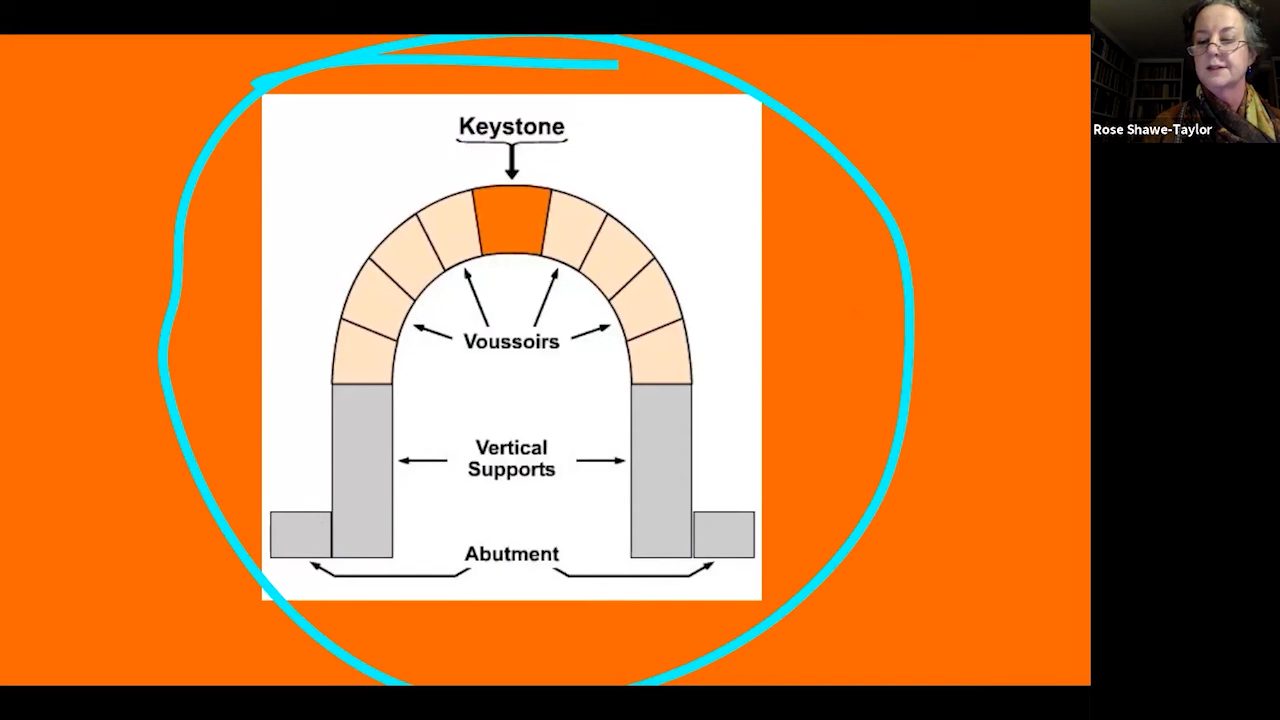 Keystone
Voussoirs
Vertical
Supports
Abutment
Rose Shawe-Taylor